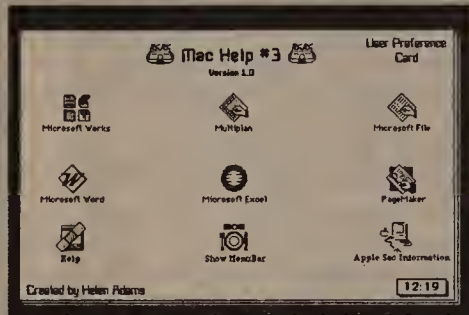 Mac Help #3
User Preference
Card
Version 1.0
Microsoft Works
Multiplan
Microsoft File
Microsoft Word
Microsoft Excel
PageMaker
Help
Show MenuBar
Apple Sac Information
Created by Helen Adams
12:19